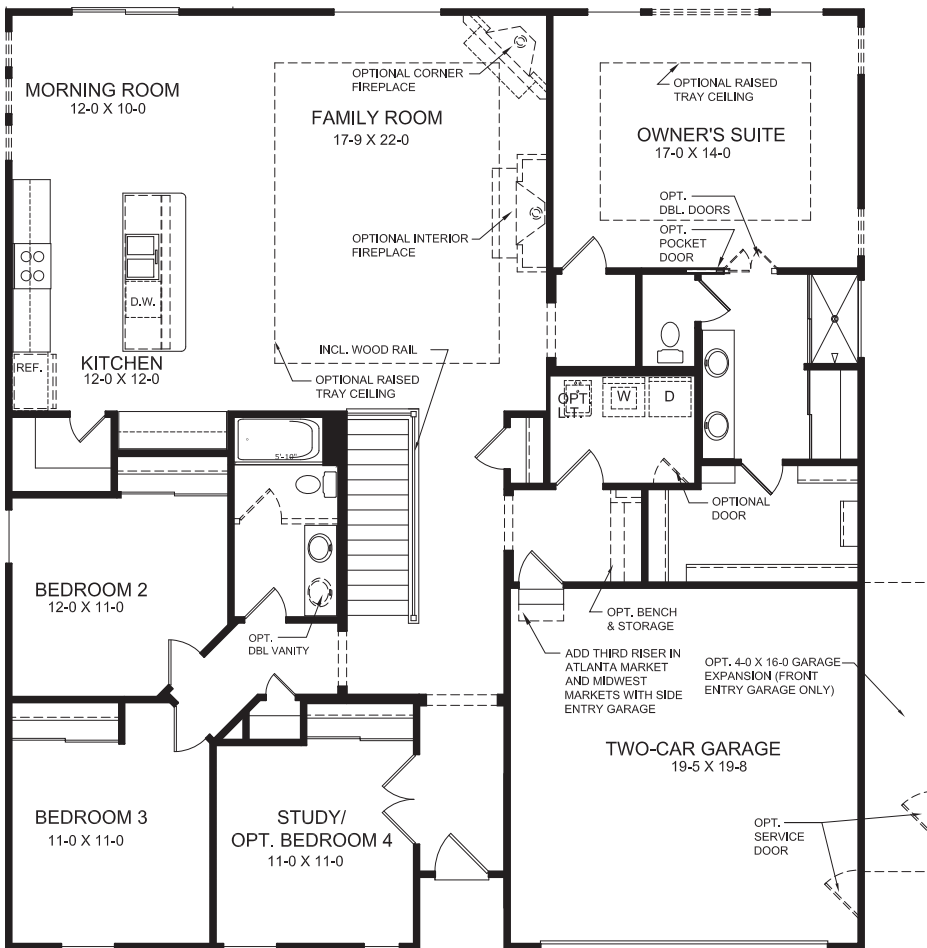 MORNING ROOM
12-0 X 10-0
OPTIONAL CORNER
FIREPLACE
FAMILY ROOM
17-9 X 22-0
OPTIONAL RAISED
TRAY CEILING
OWNER'S SUITE
17-0 X 14-0
OPT.
DBL. DOORS
OPT.
POCKET
DOOR
OPTIONAL INTERIOR
FIREPLACE
D.W.
REF.
KITCHEN
12-0 X 12-0
INCL. WOOD RAIL
OPTIONAL RAISED
TRAY CEILING
OPT.
L.T.
W
D
5'-10"
OPTIONAL
DOOR
BEDROOM 2
12-0 X 11-0
OPT.
DBL VANITY
OPT. BENCH
& STORAGE
ADD THIRD RISER IN
ATLANTA MARKET
AND MIDWEST
MARKETS WITH SIDE
ENTRY GARAGE
OPT. 4-0 X 16-0 GARAGE
EXPANSION (FRONT
ENTRY GARAGE ONLY)
TWO-CAR GARAGE
19-5 X 19-8
BEDROOM 3
11-0 X 11-0
STUDY/
OPT. BEDROOM 4
11-0 X 11-0
OPT.
SERVICE
DOOR